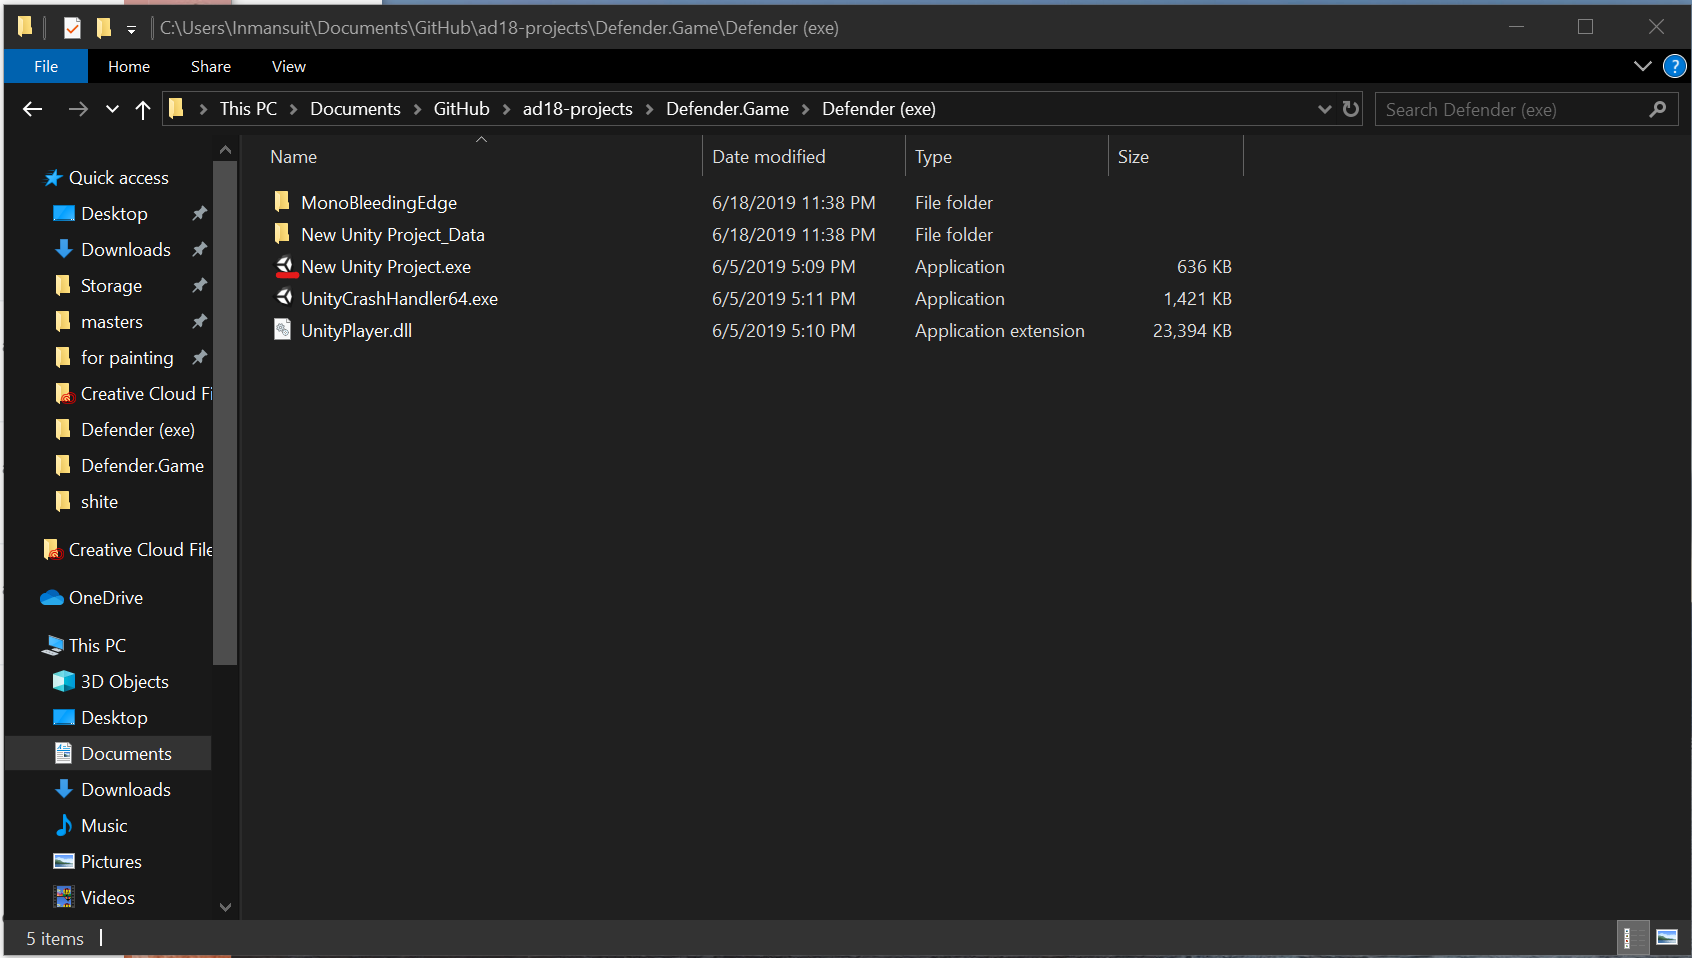 C:\Users\Inmansuit\Documents\GitHub\ad18-projects\Defender.Game\Defender (exe)
File Home Share View ?
This PC Documents GitHub ad18-projects Defender.Game Defender (exe) Search Defender (exe)
Name Date modified Type Size
MonoBleedingEdge 6/18/2019 11:38 PM File folder
New Unity Project_Data 6/18/2019 11:38 PM File folder
New Unity Project.exe 6/5/2019 5:09 PM Application 636 KB
UnityCrashHandler64.exe 6/5/2019 5:11 PM Application 1,421 KB
UnityPlayer.dll 6/5/2019 5:10 PM Application extension 23,394 KB
Quick access
Desktop
Downloads
Storage
masters
for painting
Creative Cloud Fi
Defender (exe)
Defender.Game
shite
Creative Cloud File
OneDrive
This PC
3D Objects
Desktop
Documents
Downloads
Music
Pictures
Videos
5 items